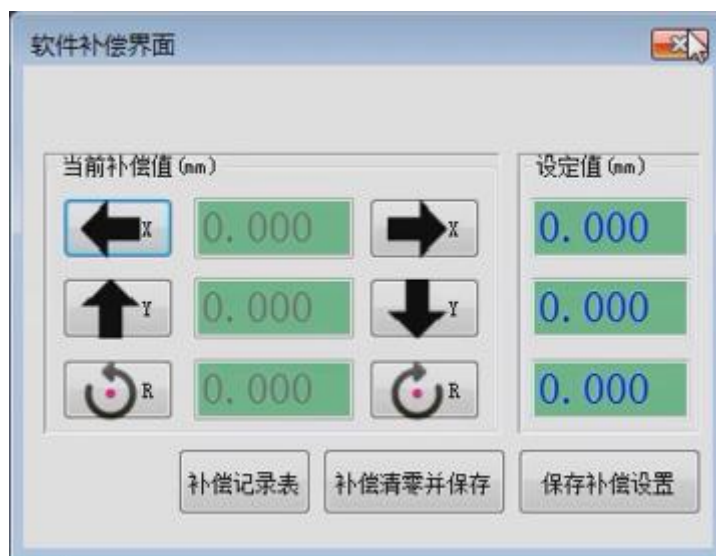 软件补偿界面
当前补偿值(mm)
设定值(mm)
X 0.000 X 0.000
Y 0.000 Y 0.000
R 0.000 R 0.000
补偿记录表 补偿清零并保存 保存补偿设置